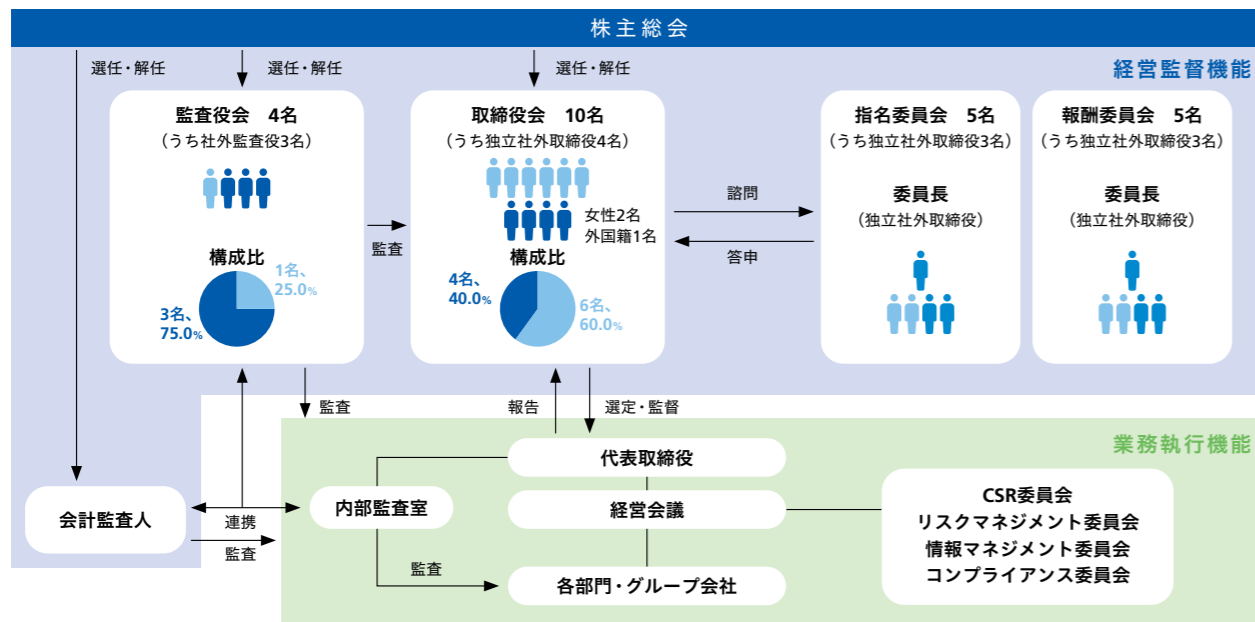 株主総会
経営監督機能
選任・解任
選任・解任
選任・解任
監査役会 4名
（うち社外監査役3名）
構成比
1名、
25.0%
3名、
75.0%
監査
取締役会 10名
（うち独立社外取締役4名）
女性2名
外国籍1名
構成比
4名、
40.0%
6名、
60.0%
諮問
答申
指名委員会 5名
（うち独立社外取締役3名）
委員長
（独立社外取締役）
報酬委員会 5名
（うち独立社外取締役3名）
委員長
（独立社外取締役）
監査
報告
選定・監督
業務執行機能
会計監査人
連携
監査
内部監査室
監査
代表取締役
経営会議
各部門・グループ会社
CSR委員会
リスクマネジメント委員会
情報マネジメント委員会
コンプライアンス委員会